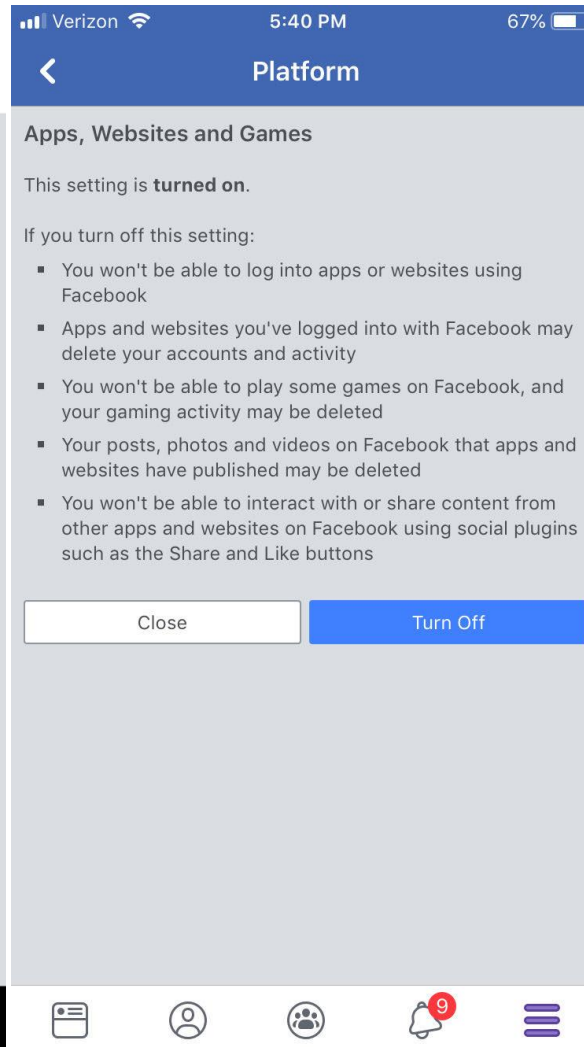 Verizon 5:40 PM 67%
Platform
Apps, Websites and Games
This setting is turned on.
If you turn off this setting:
▪ You won't be able to log into apps or websites using
Facebook
▪ Apps and websites you've logged into with Facebook may
delete your accounts and activity
▪ You won't be able to play some games on Facebook, and
your gaming activity may be deleted
▪ Your posts, photos and videos on Facebook that apps and
websites have published may be deleted
▪ You won't be able to interact with or share content from
other apps and websites on Facebook using social plugins
such as the Share and Like buttons
Close Turn Off
9